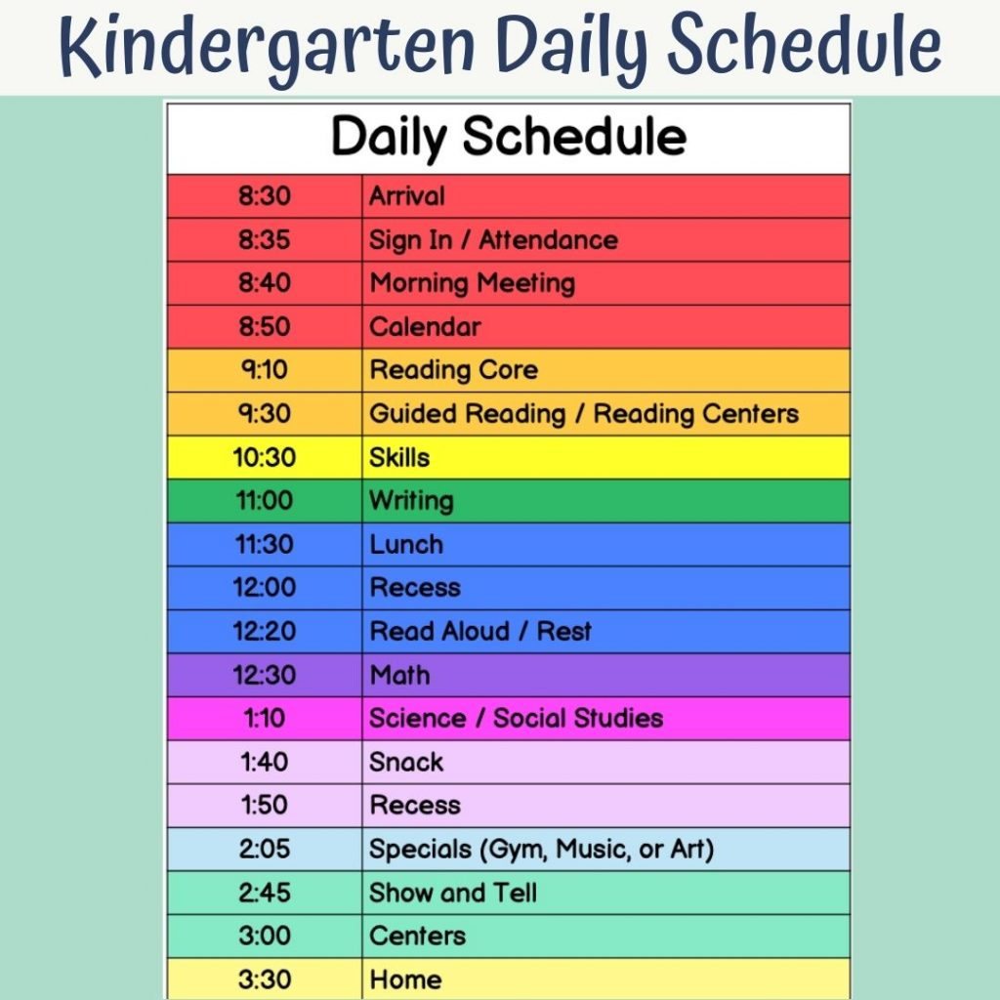 Kindergarten Daily Schedule
Daily Schedule
8:30 Arrival
8:35 Sign In / Attendance
8:40 Morning Meeting
8:50 Calendar
9:10 Reading Core
9:30 Guided Reading / Reading Centers
10:30 Skills
11:00 Writing
11:30 Lunch
12:00 Recess
12:20 Read Aloud / Rest
12:30 Math
1:10 Science / Social Studies
1:40 Snack
1:50 Recess
2:05 Specials (Gym, Music, or Art)
2:45 Show and Tell
3:00 Centers
3:30 Home